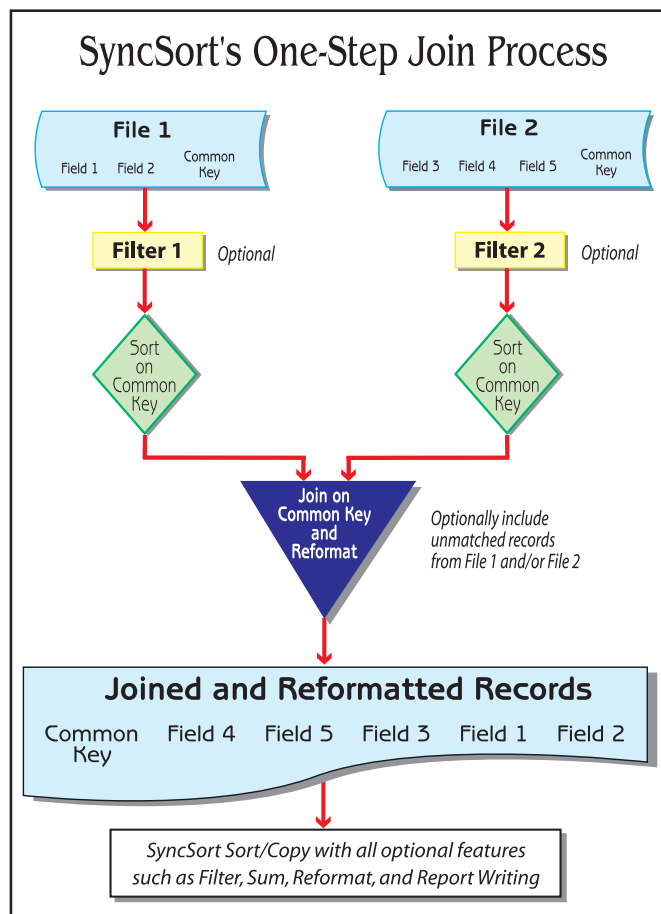 SyncSort's One-Step Join Process
File 1
Field 1 Field 2 Common
Key
File 2
Field 3 Field 4 Field 5 Common
Key
Filter 1
Optional
Filter 2
Optional
Sort
on
Common
Key
Sort
on
Common
Key
Join on
Common Key
and
Reformat
Optionally include
unmatched records
from File 1 and/or File 2
Joined and Reformatted Records
Common Field 4 Field 5 Field 3 Field 1 Field 2
Key
SyncSort Sort/Copy with all optional features
such as Filter, Sum, Reformat, and Report Writing